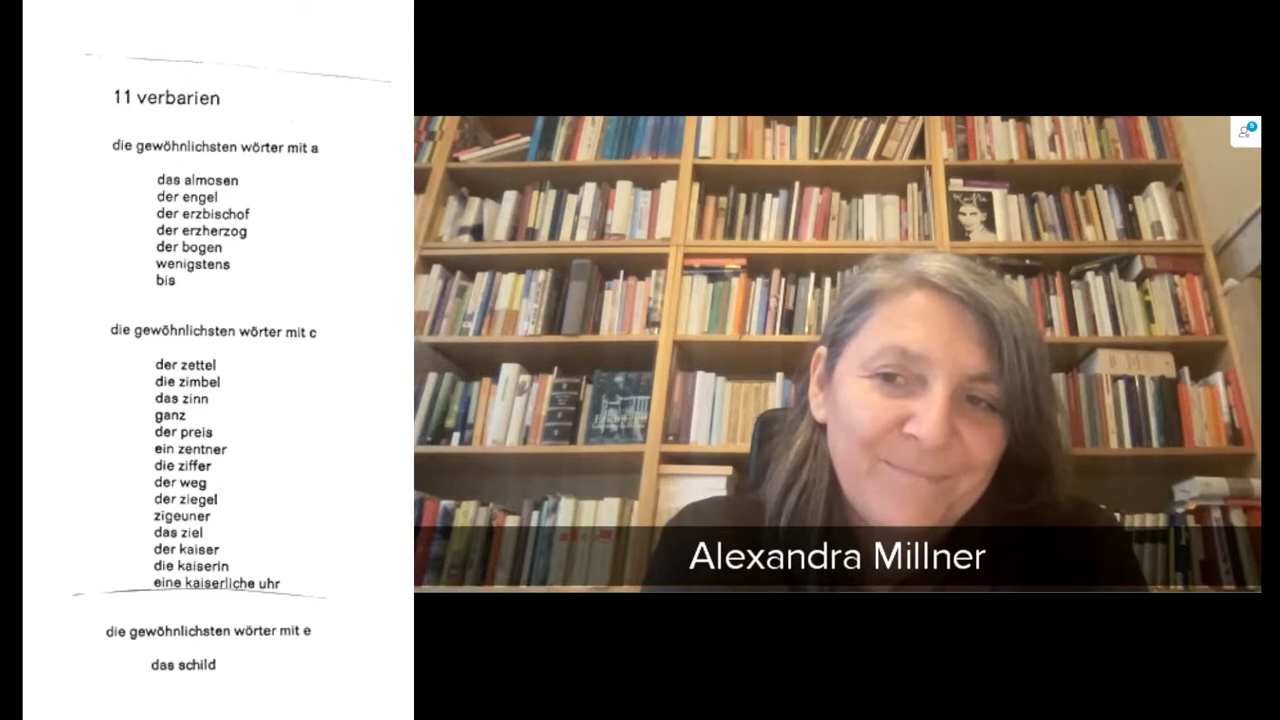 11 verbarien
die gewöhnlichsten wörter mit a
das almosen
der engel
der erzbischof
der erzherzog
der bogen
wenigstens
bis
die gewöhnlichsten wörter mit c
der zettel
die zimbel
das zinn
ganz
der preis
ein zentner
die ziffer
der weg
der ziegel
zigeuner
das ziel
der kaiser
die kaiserin
eine kaiserliche uhr
die gewöhnlichsten wörter mit e
das schild
Kafka
Alexandra Millner